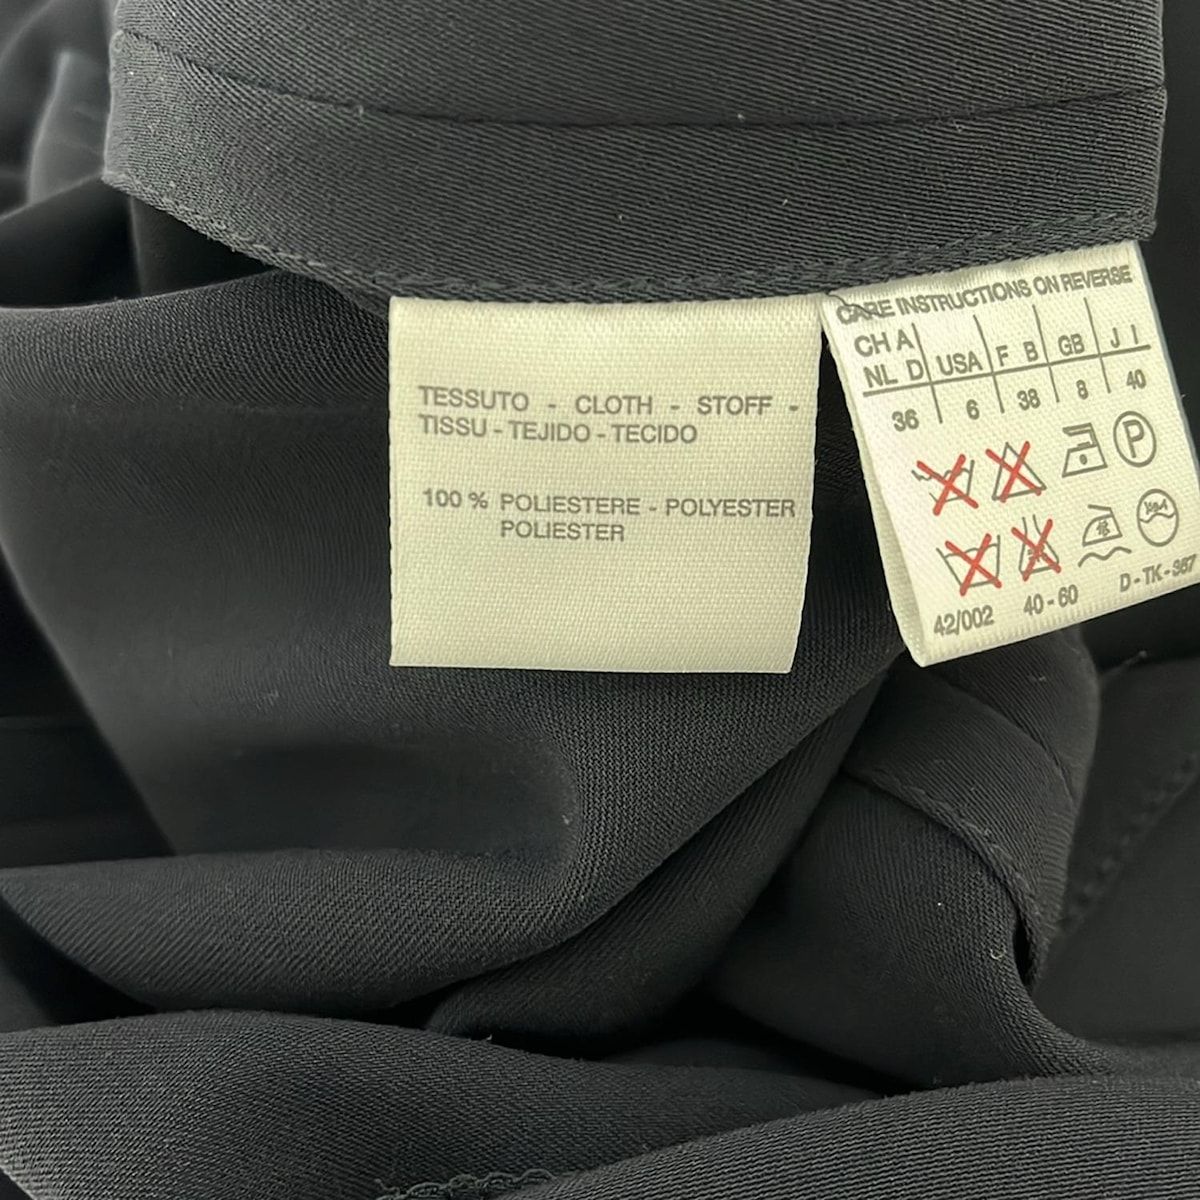 TESSUTO - CLOTH - STOFF -
TISSU - TEJIDO - TECIDO
100 % POLIESTERE - POLYESTER
POLIESTER
CARE INSTRUCTIONS ON REVERSE
CH A
NL D USA F B GB J I
36 6 38 8 40
P
42/002 40 - 60 D - TK - 387